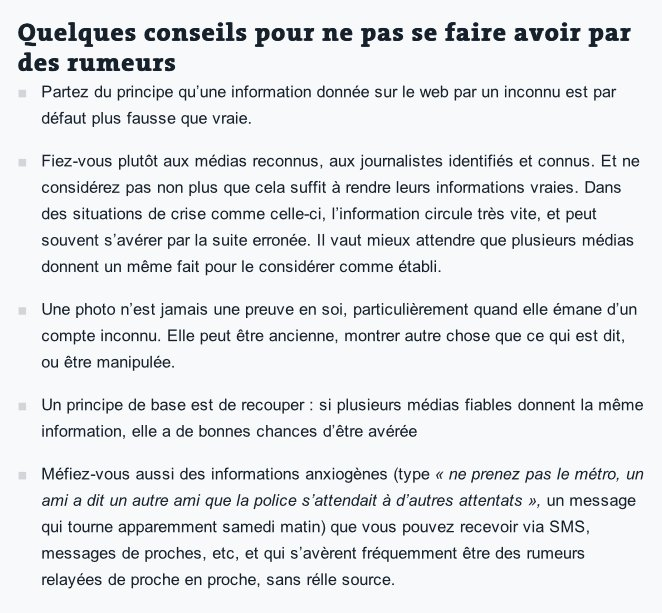 Quelques conseils pour ne pas se faire avoir par
des rumeurs
Partez du principe qu’une information donnée sur le web par un inconnu est par
défaut plus fausse que vraie.
Fiez-vous plutôt aux médias reconnus, aux journalistes identifiés et connus. Et ne
considérez pas non plus que cela suffit à rendre leurs informations vraies. Dans
des situations de crise comme celle-ci, l’information circule très vite, et peut
souvent s’avérer par la suite erronée. Il vaut mieux attendre que plusieurs médias
donnent un même fait pour le considérer comme établi.
Une photo n’est jamais une preuve en soi, particulièrement quand elle émane d’un
compte inconnu. Elle peut être ancienne, montrer autre chose que ce qui est dit,
ou être manipulée.
Un principe de base est de recouper : si plusieurs médias fiables donnent la même
information, elle a de bonnes chances d’être avérée
Méfiez-vous aussi des informations anxiogènes (type « ne prenez pas le métro, un
ami a dit un autre ami que la police s’attendait à d’autres attentats », un message
qui tourne apparemment samedi matin) que vous pouvez recevoir via SMS,
messages de proches, etc, et qui s’avèrent fréquemment être des rumeurs
relayées de proche en proche, sans rélle source.